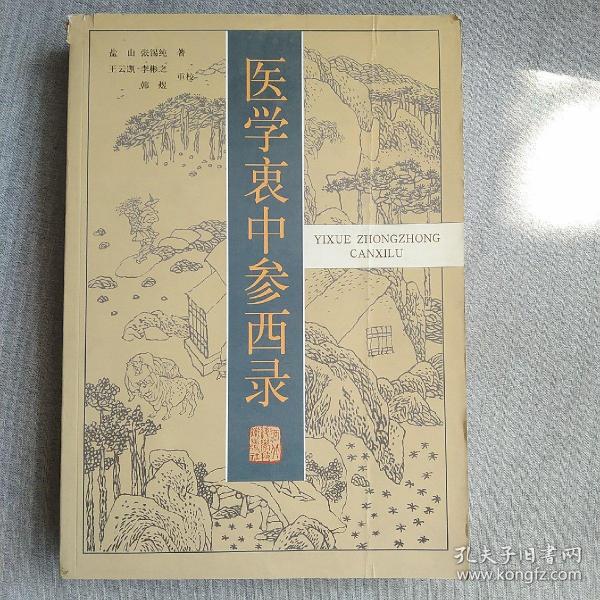 盐 山 张锡纯 著
王云凯·李彬之
韩 煜
重校
医学衷中参西录
YIXUE ZHONGZHONG
CANXILU
孔夫子旧书网
www.kongfz.com